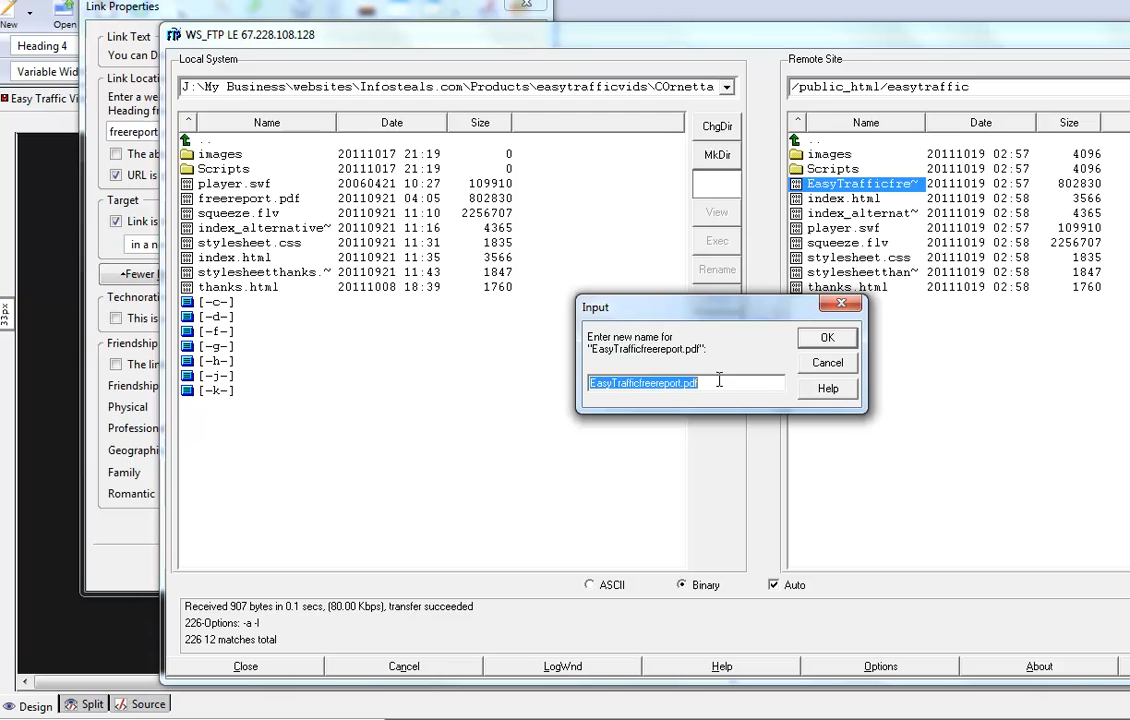 Link Properties
New
Open
Heading 4
Variable Wid
Easy Traffic Vi
Link Text
You can D
Link Locati
Enter a we
Heading fr
freereport
The ab
URL is
Target
Link is
in a n
Fewer
Technorat
This is
Friendshi
The lin
Friendship
Physical
Profession
Geographi
Family
Romantic
33px
Design
Split
Source
WS_FTP LE 67.228.108.128
Local System
J:\My Business\websites\Infosteals.com\Products\easytrafficvids\COrnetta
^ Name Date Size
..
images 20111017 21:19 0
Scripts 20111017 21:19 0
player.swf 20060421 10:27 109910
freereport.pdf 20110921 04:05 802830
squeeze.flv 20110921 11:10 2256707
index_alternative~ 20110921 11:16 4365
stylesheet.css 20110921 11:31 1835
index.html 20110921 11:35 3566
stylesheetthanks.~ 20110921 11:43 1847
thanks.html 20111008 18:39 1760
[-c-]
[-d-]
[-f-]
[-g-]
[-h-]
[-j-]
[-k-]
ChgDir
MkDir
View
Exec
Rename
Remote Site
/public_html/easytraffic
^ Name Date Size
..
images 20111019 02:57 4096
Scripts 20111019 02:57 4096
EasyTrafficfre~ 20111019 02:57 802830
index.html 20111019 02:58 3566
index_alternat~ 20111019 02:58 4365
player.swf 20111019 02:57 109910
squeeze.flv 20111019 02:58 2256707
stylesheet.css 20111019 02:58 1835
stylesheetthan~ 20111019 02:58 1847
thanks.html 20111019 02:58 1760
Input
Enter new name for
"EasyTrafficfreereport.pdf":
EasyTrafficfreereport.pdf
OK
Cancel
Help
ASCII
Binary
Auto
Received 907 bytes in 0.1 secs, (80.00 Kbps), transfer succeeded
226-Options: -a -l
226 12 matches total
Close
Cancel
LogWnd
Help
Options
About